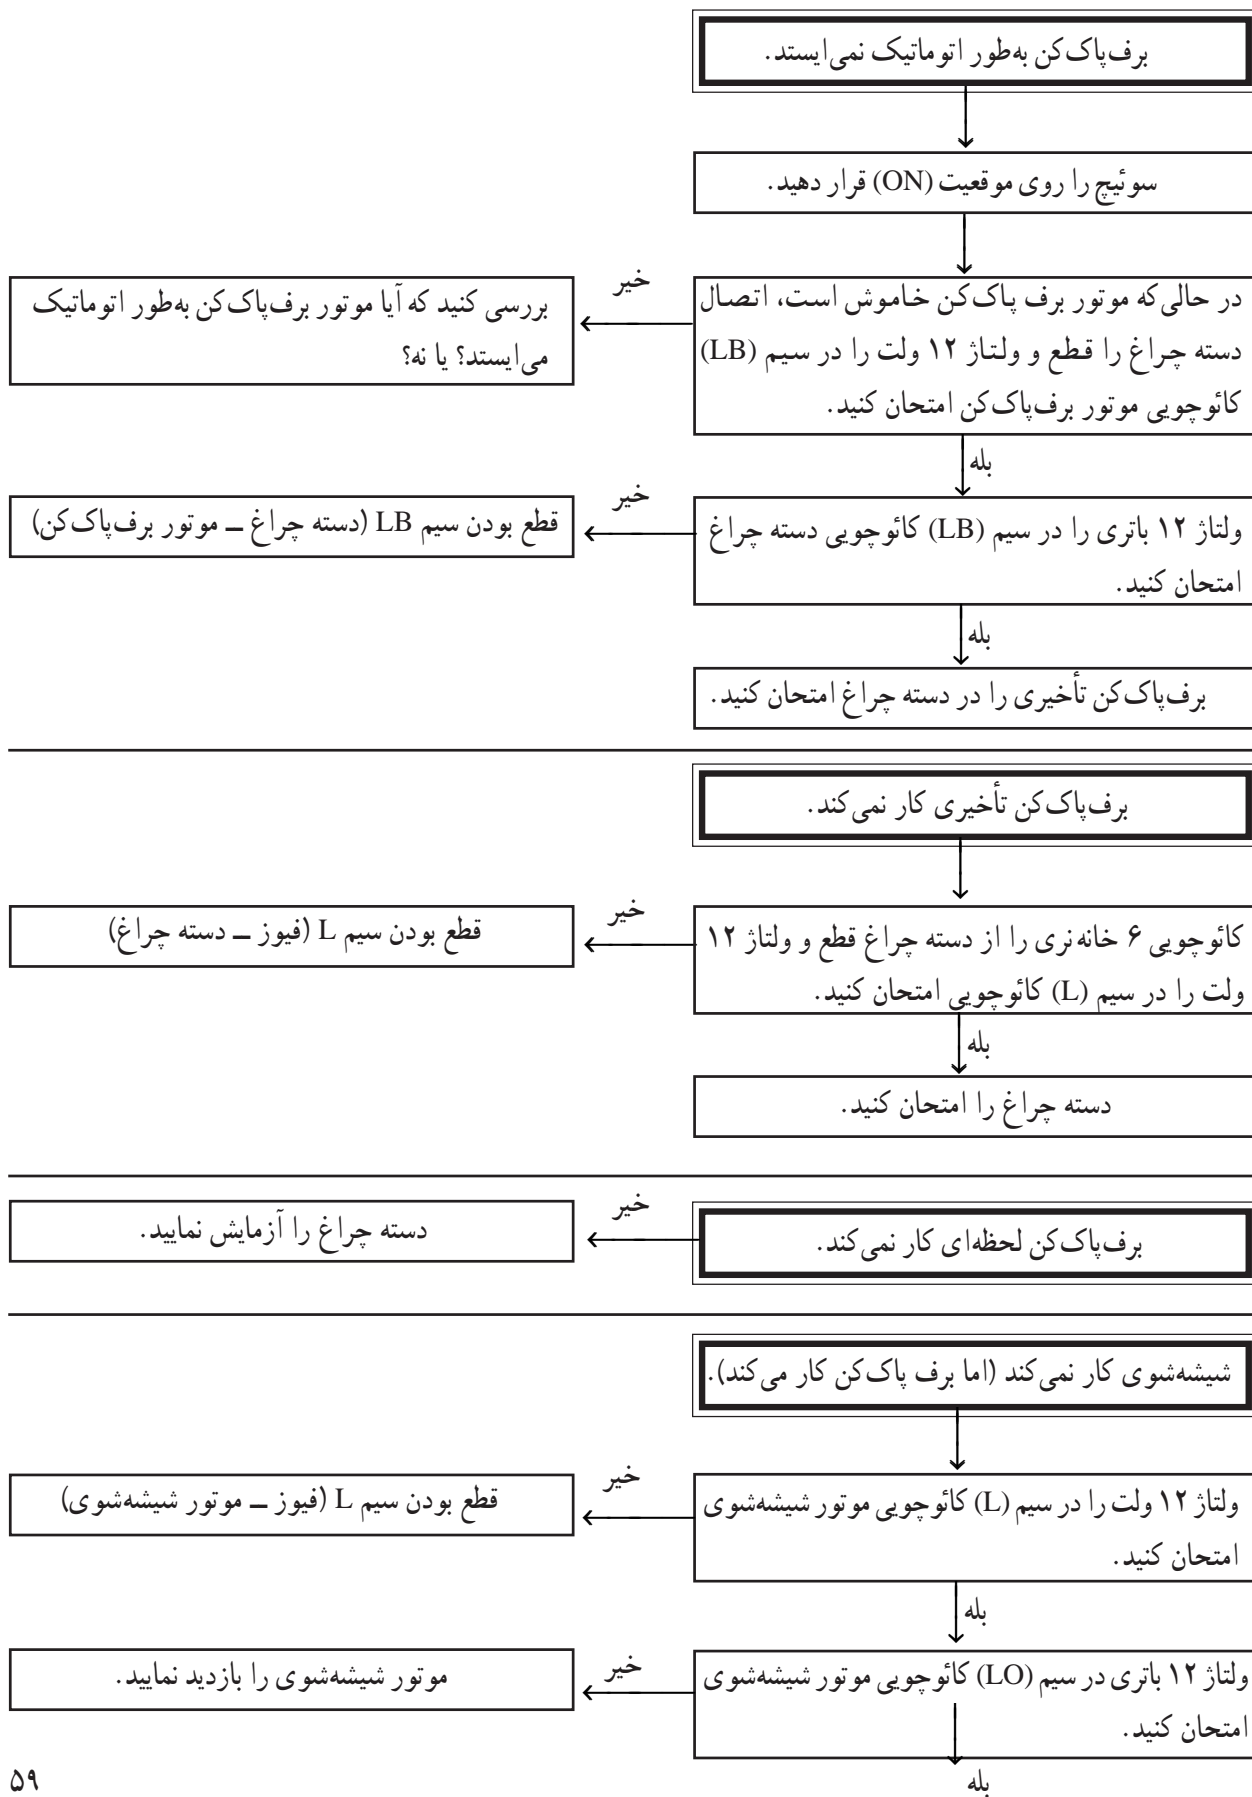 برف‌پاک‌کن به‌طور اتوماتیک نمی‌ایستد.
سوئیچ را روی موقعیت (ON) قرار دهید.
در حالی‌که موتور برف پاک‌کن خاموش است، اتصال
دسته چراغ را قطع و ولتاژ ۱۲ ولت را در سیم (LB)
کائوچویی موتور برف‌پاک‌کن امتحان کنید.
خیر
بررسی کنید که آیا موتور برف‌پاک‌کن به‌طور اتوماتیک
می‌ایستد؟ یا نه؟
بله
ولتاژ ۱۲ باتری را در سیم (LB) کائوچویی دسته چراغ
امتحان کنید.
خیر
قطع بودن سیم LB (دسته چراغ – موتور برف‌پاک‌کن)
بله
برف‌پاک‌کن تأخیری را در دسته چراغ امتحان کنید.
برف‌پاک‌کن تأخیری کار نمی‌کند.
کائوچویی ۶ خانه‌نری را از دسته چراغ قطع و ولتاژ ۱۲
ولت را در سیم (L) کائوچویی امتحان کنید.
خیر
قطع بودن سیم L (فیوز – دسته چراغ)
بله
دسته چراغ را امتحان کنید.
برف‌پاک‌کن لحظه‌ای کار نمی‌کند.
خیر
دسته چراغ را آزمایش نمایید.
شیشه‌شوی کار نمی‌کند (اما برف پاک‌کن کار می‌کند).
ولتاژ ۱۲ ولت را در سیم (L) کائوچویی موتور شیشه‌شوی
امتحان کنید.
خیر
قطع بودن سیم L (فیوز – موتور شیشه‌شوی)
بله
ولتاژ ۱۲ باتری در سیم (LO) کائوچویی موتور شیشه‌شوی
امتحان کنید.
خیر
موتور شیشه‌شوی را بازدید نمایید.
بله
۵۹